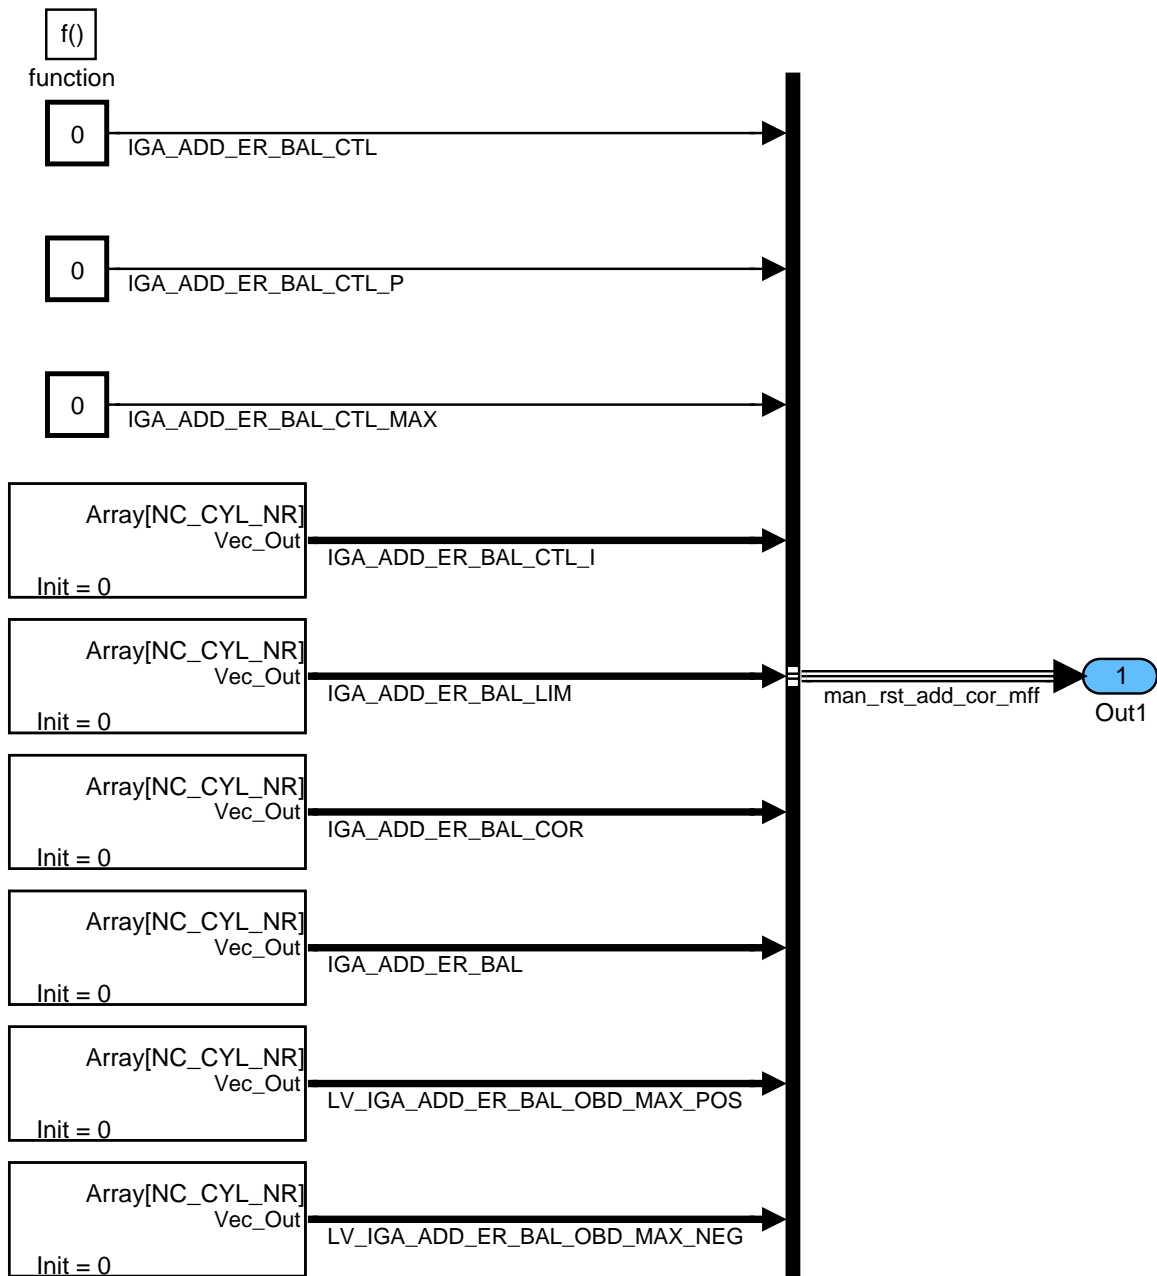 f()
function
0
IGA_ADD_ER_BAL_CTL
0
IGA_ADD_ER_BAL_CTL_P
0
IGA_ADD_ER_BAL_CTL_MAX
Array[NC_CYL_NR]
Vec_Out
IGA_ADD_ER_BAL_CTL_I
Init = 0
Array[NC_CYL_NR]
Vec_Out
IGA_ADD_ER_BAL_LIM
Init = 0
1
man_rst_add_cor_mff
Out1
Array[NC_CYL_NR]
Vec_Out
IGA_ADD_ER_BAL_COR
Init = 0
Array[NC_CYL_NR]
Vec_Out
IGA_ADD_ER_BAL
Init = 0
Array[NC_CYL_NR]
Vec_Out
LV_IGA_ADD_ER_BAL_OBD_MAX_POS
Init = 0
Array[NC_CYL_NR]
Vec_Out
LV_IGA_ADD_ER_BAL_OBD_MAX_NEG
Init = 0